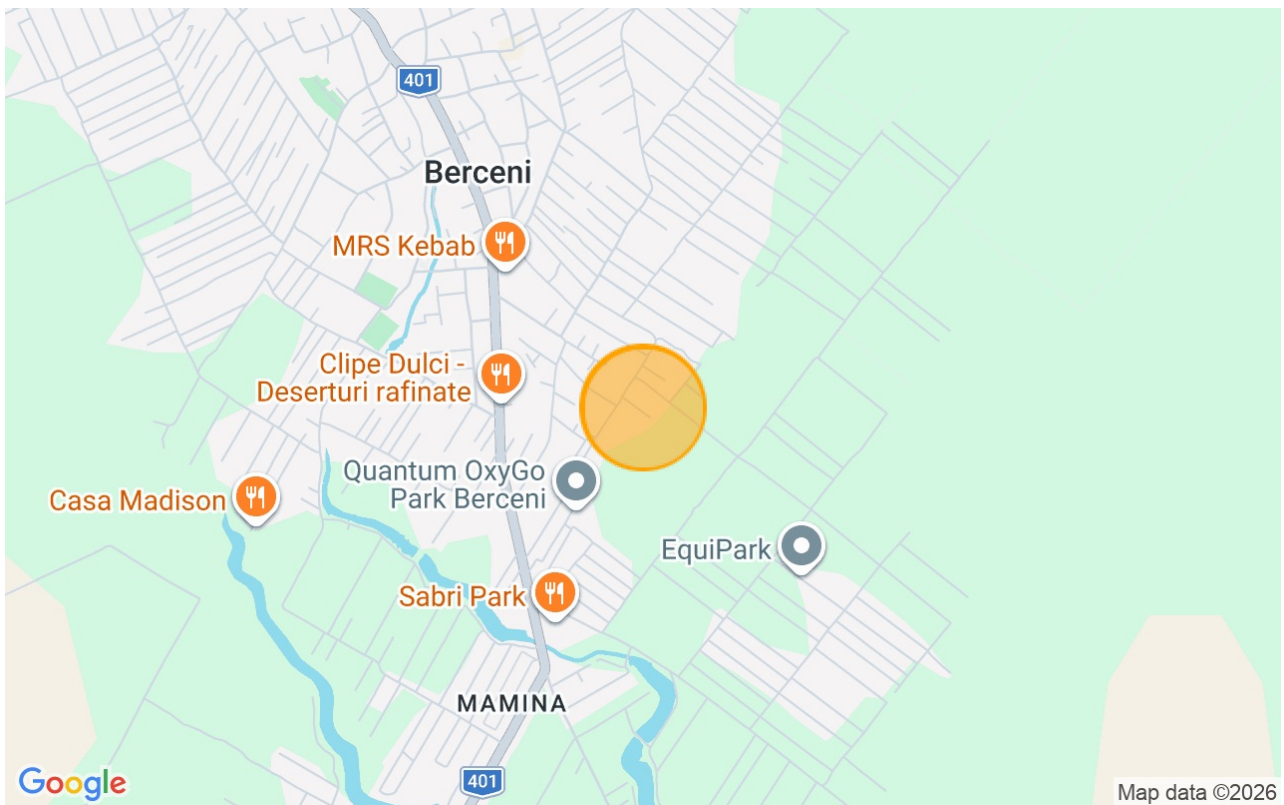 401
Berceni
MRS Kebab
Clipe Dulci -
Deserturi rafinate
Quantum OxyGo
Park Berceni
Casa Madison
EquiPark
Sabri Park
MAMINA
401
Google
Map data ©2026